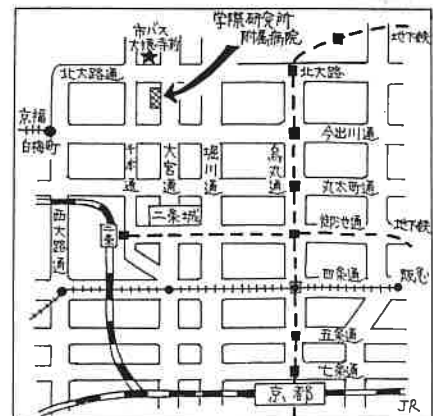 市バス
大徳寺前
学際研究所
附属病院
地下鉄
北大路通
北大路
京福
白梅町
今出川通
千本通
大宮通
堀川通
烏丸通
丸太町通
二条城
御池通
地下鉄
西大路通
二条
四条通
阪急
五条通
七条通
京都
JR